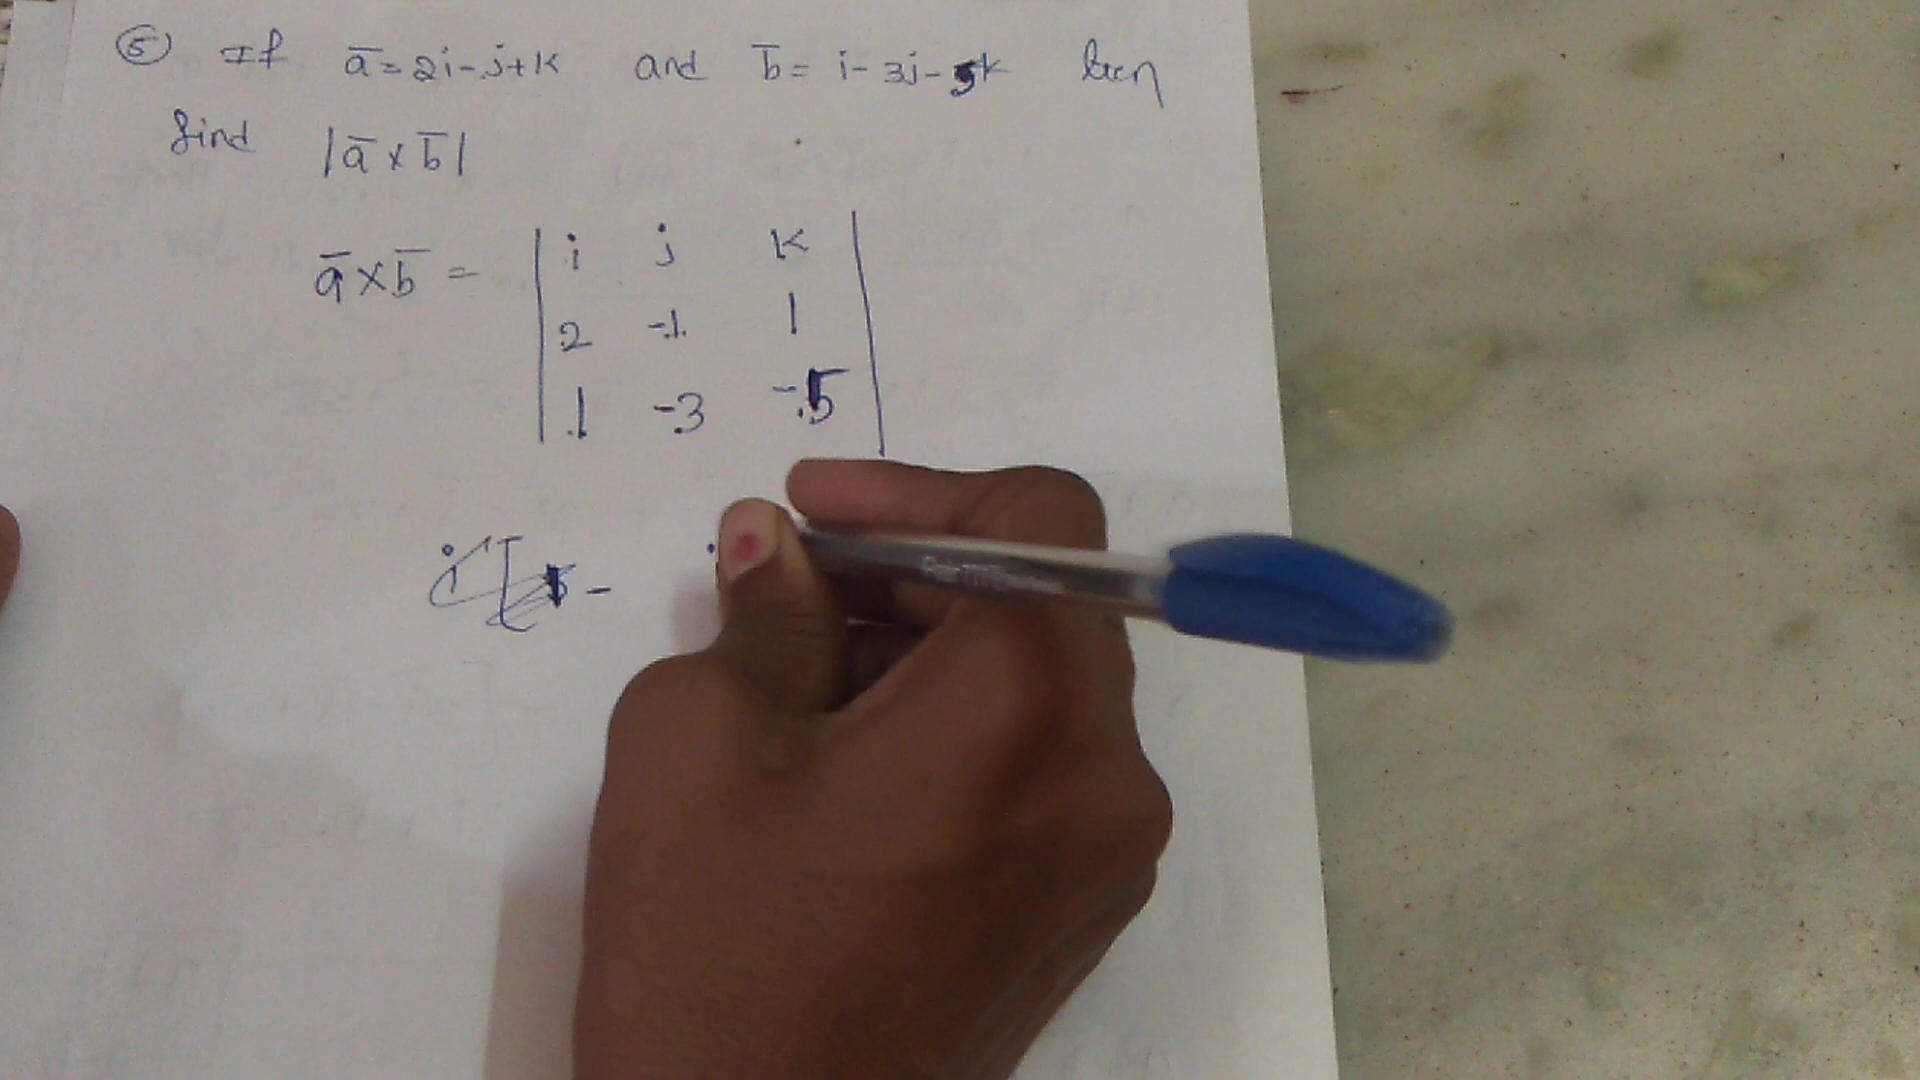 ⑤ If a̅ = 2i - j + k and b̅ = i - 3j - 5k then
find |a̅ x b̅|
a̅ x b̅ = | i j k |
| 2 -1 1 |
| 1 -3 -5 |